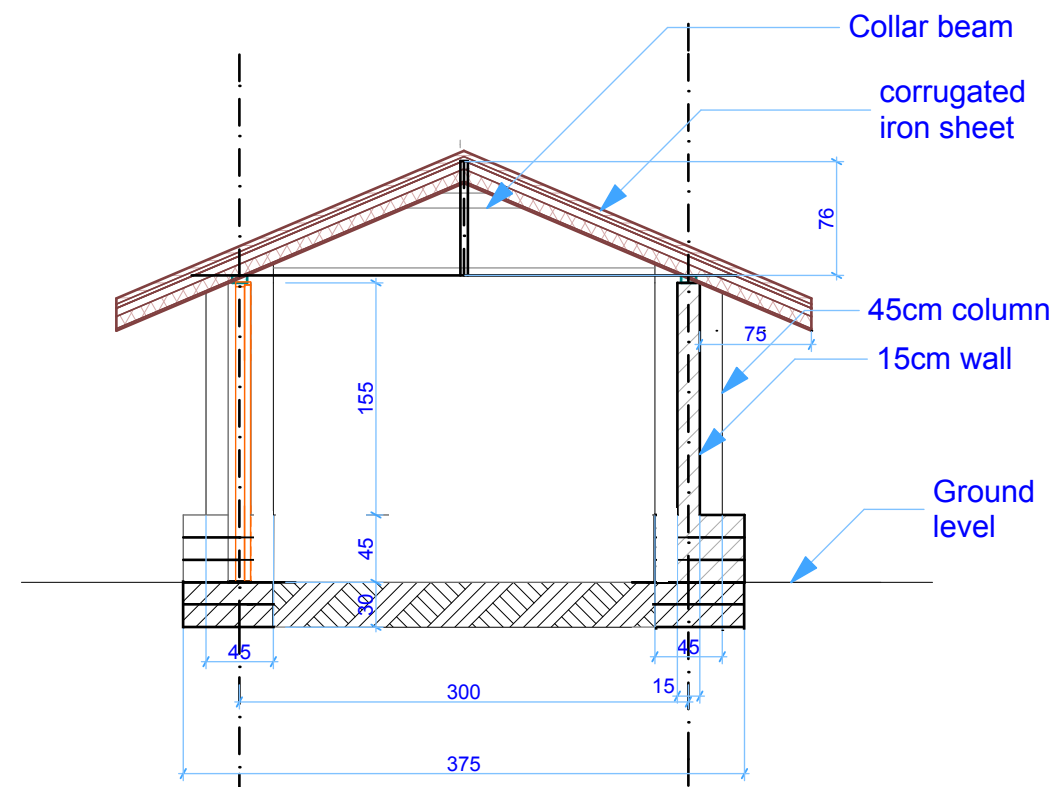 Collar beam
corrugated
iron sheet
76
45cm column
75
15cm wall
155
Ground
level
45
30
45
45
15
300
375